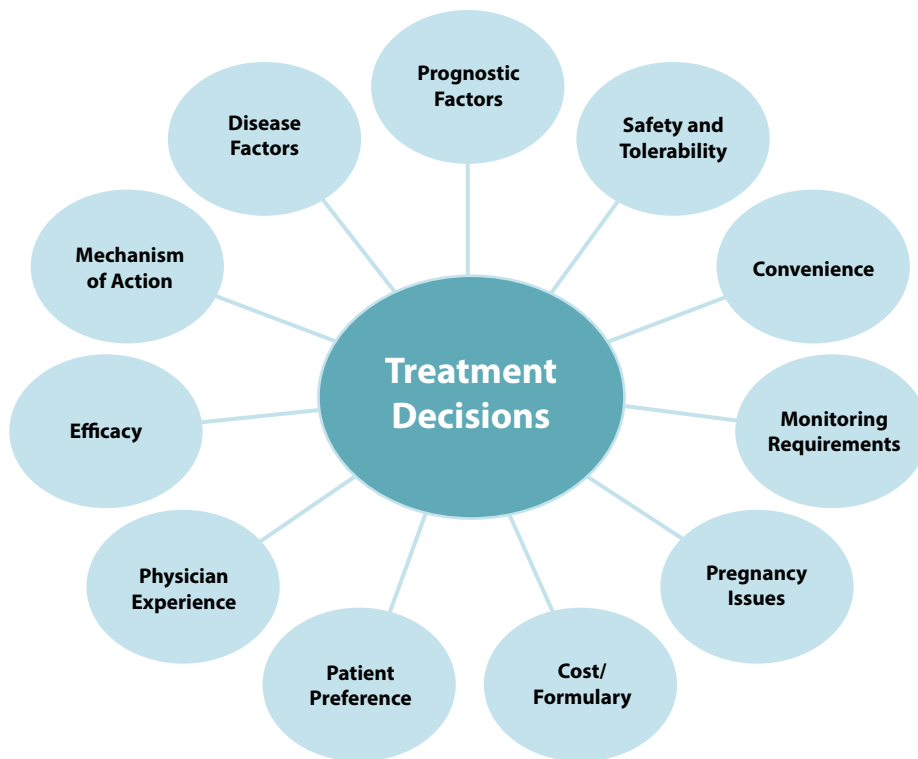 Prognostic
Factors
Safety and
Tolerability
Convenience
Monitoring
Requirements
Pregnancy
Issues
Cost/
Formulary
Patient
Preference
Physician
Experience
Efficacy
Mechanism
of Action
Disease
Factors
Treatment
Decisions